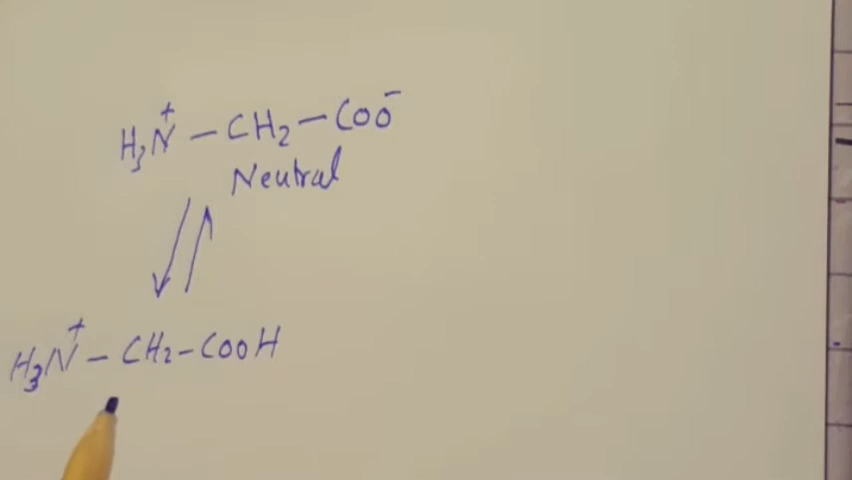 H₃N⁺ – CH₂ – COO⁻
Neutral
H₃N⁺ – CH₂ – COOH